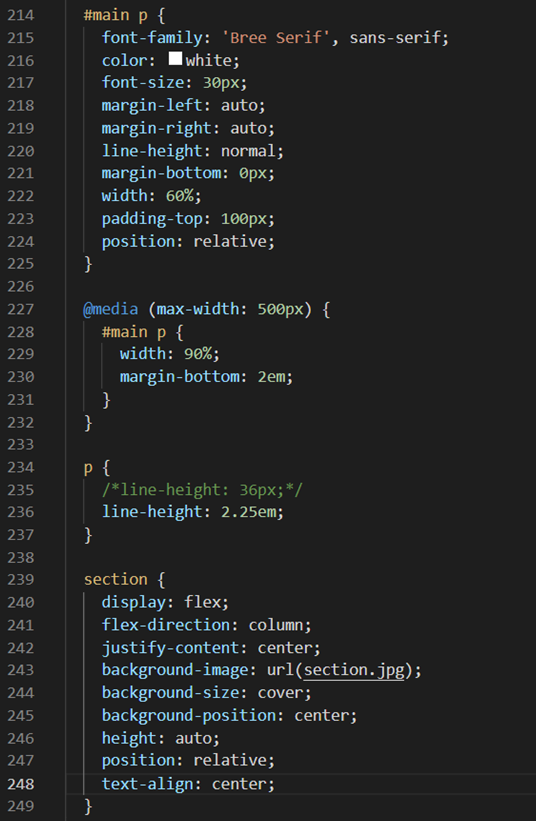 214 #main p {
215 font-family: 'Bree Serif', sans-serif;
216 color: white;
217 font-size: 30px;
218 margin-left: auto;
219 margin-right: auto;
220 line-height: normal;
221 margin-bottom: 0px;
222 width: 60%;
223 padding-top: 100px;
224 position: relative;
225 }
226
227 @media (max-width: 500px) {
228 #main p {
229 width: 90%;
230 margin-bottom: 2em;
231 }
232 }
233
234 p {
235 /*line-height: 36px;*/
236 line-height: 2.25em;
237 }
238
239 section {
240 display: flex;
241 flex-direction: column;
242 justify-content: center;
243 background-image: url(section.jpg);
244 background-size: cover;
245 background-position: center;
246 height: auto;
247 position: relative;
248 text-align: center;
249 }